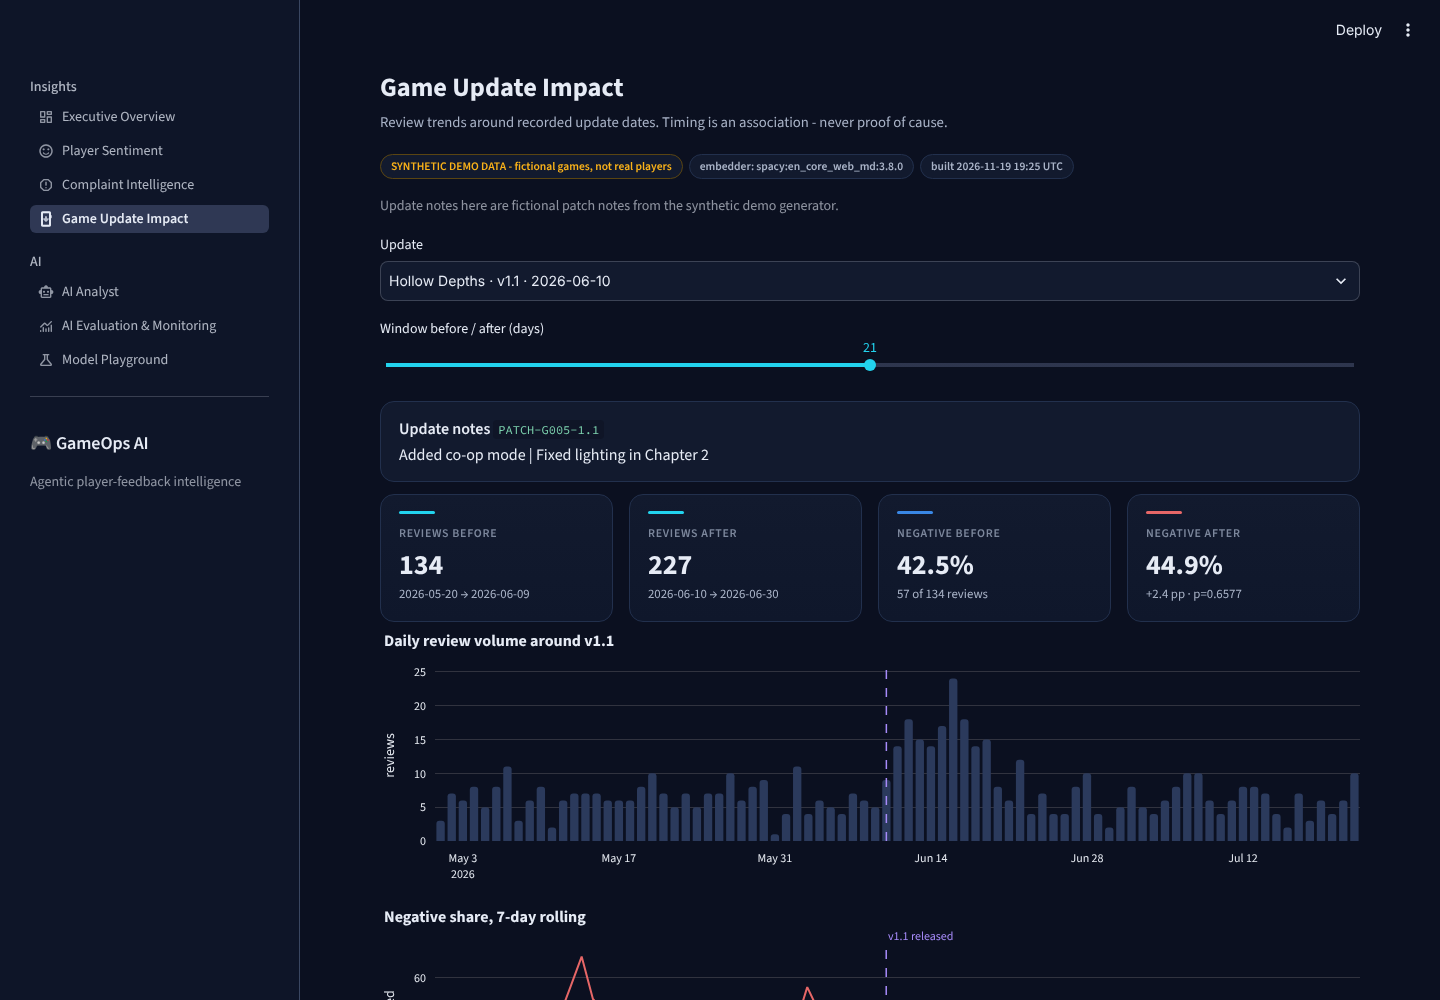 Deploy
Insights
Executive Overview
Player Sentiment
Complaint Intelligence
Game Update Impact
AI
AI Analyst
AI Evaluation & Monitoring
Model Playground
🎮 GameOps AI
Agentic player-feedback intelligence
Game Update Impact
Review trends around recorded update dates. Timing is an association - never proof of cause.
SYNTHETIC DEMO DATA - fictional games, not real players
embedder: spacy:en_core_web_md:3.8.0
built 2026-11-19 19:25 UTC
Update notes here are fictional patch notes from the synthetic demo generator.
Update
Hollow Depths · v1.1 · 2026-06-10
Window before / after (days)
21
Update notes PATCH-G005-1.1
Added co-op mode | Fixed lighting in Chapter 2
REVIEWS BEFORE
134
2026-05-20 → 2026-06-09
REVIEWS AFTER
227
2026-06-10 → 2026-06-30
NEGATIVE BEFORE
42.5%
57 of 134 reviews
NEGATIVE AFTER
44.9%
+2.4 pp · p=0.6577
Daily review volume around v1.1
25
20
15
10
5
0
reviews
May 3
2026
May 17
May 31
Jun 14
Jun 28
Jul 12
Negative share, 7-day rolling
v1.1 released
60